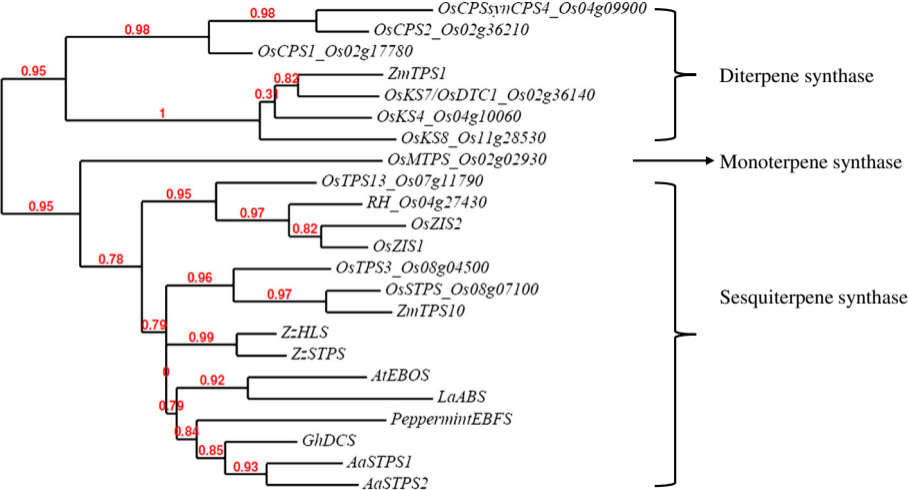 OsCPSsynCPS4_Os04g09900
0.98
OsCPS2_Os02g36210
0.98
OsCPS1_Os02g17780
0.95
ZmTPS1
Diterpene synthase
0.82
0.31
OsKS7/OsDTC1_Os02g36140
1
OsKS4_Os04g10060
OsKS8_Os11g28530
OsMTPS_Os02g02930
Monoterpene synthase
OsTPS13_Os07g11790
0.95
0.95
RH_Os04g27430
0.97
OsZIS2
0.82
OsZIS1
0.78
OsTPS3_Os08g04500
0.96
OsSTPS_Os08g07100
0.97
Sesquiterpene synthase
ZmTPS10
0.79
ZzHLS
0.99
ZzSTPS
0
AtEBOS
0.92
LaABS
0.79
PeppermintEBFS
0.84
GhDCS
0.85
AaSTPS1
0.93
AaSTPS2